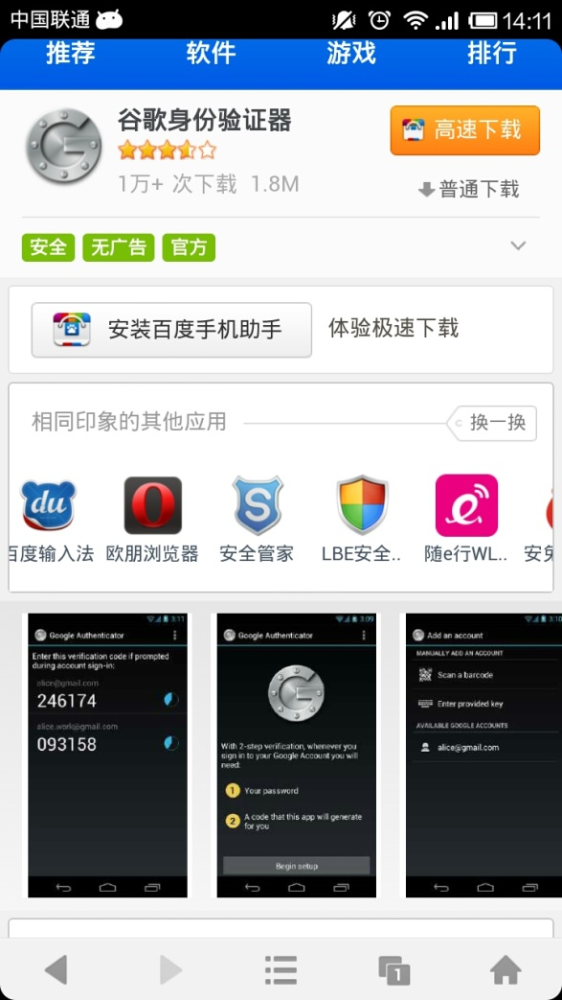 中国联通
14:11
推荐 软件 游戏 排行
谷歌身份验证器
高速下载
1万+ 次下载 1.8M
普通下载
安全 无广告 官方
安装百度手机助手
体验极速下载
相同印象的其他应用
换一换
du
百度输入法 欧朋浏览器 安全管家 LBE安全.. 随e行WL.. 安兔
3:11
Google Authenticator
Enter this verification code if prompted
during account sign-in:
alice@gmail.com
246174
alice.work@gmail.com
093158
3:09
Google Authenticator
With 2-step verification, whenever you
sign in to your Google Account you will
need:
1 Your password
2 A code that this app will generate
for you
Begin setup
3:10
Add an account
MANUALLY ADD AN ACCOUNT
Scan a barcode
Enter provided key
AVAILABLE GOOGLE ACCOUNTS
alice@gmail.com
1